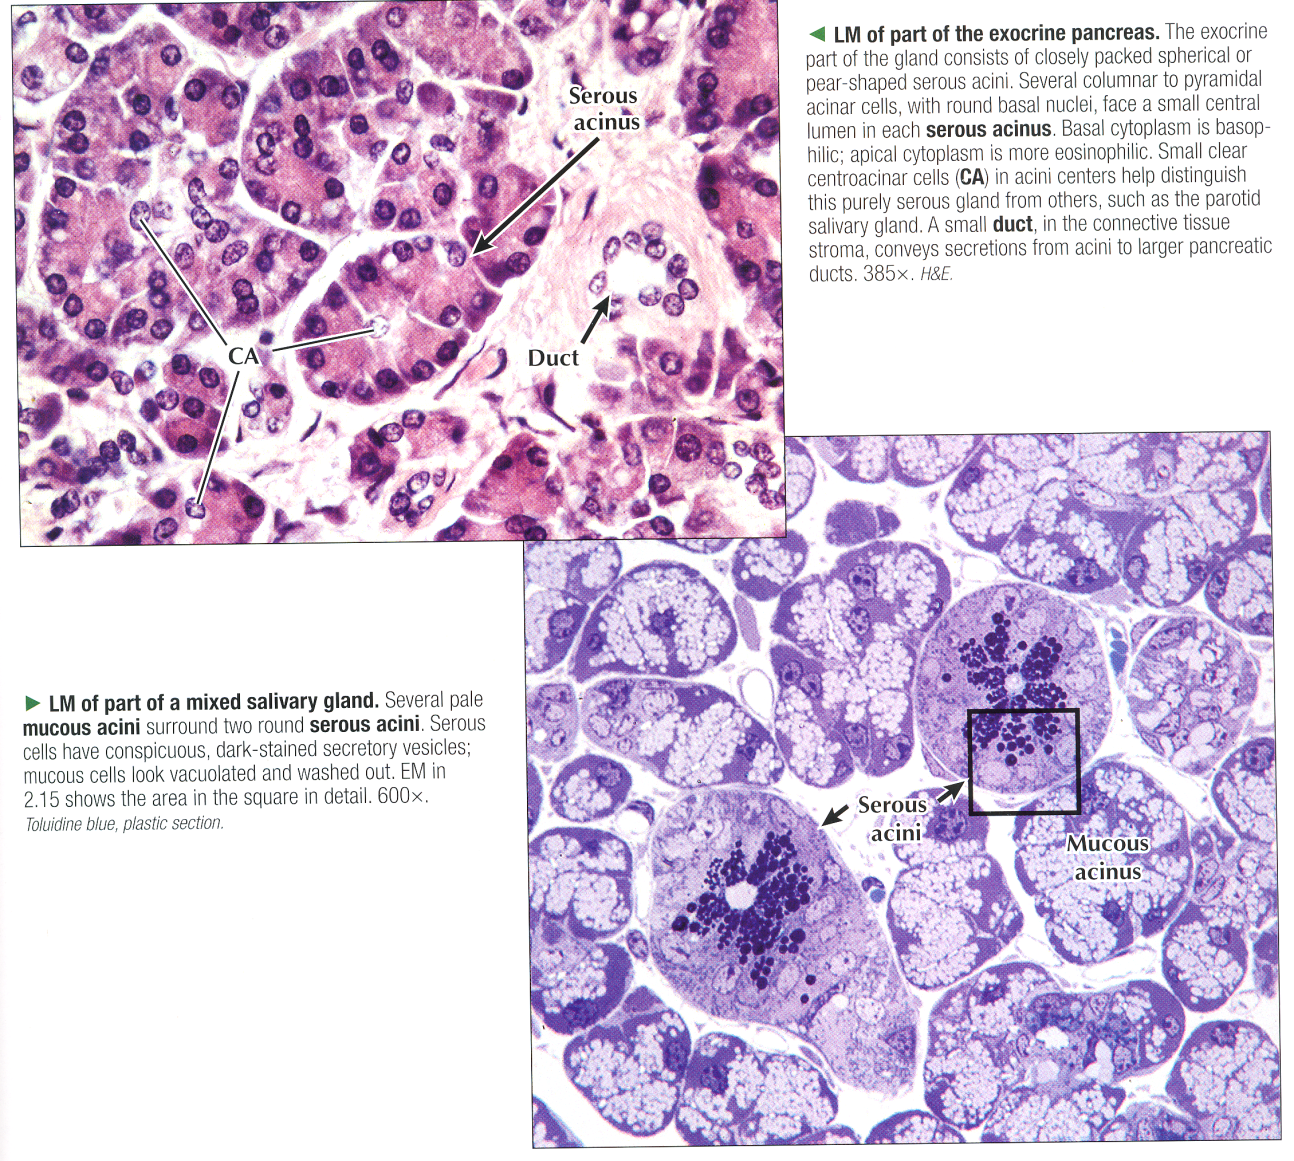 ◄ LM of part of the exocrine pancreas. The exocrine
part of the gland consists of closely packed spherical or
pear-shaped serous acini. Several columnar to pyramidal
acinar cells, with round basal nuclei, face a small central
lumen in each serous acinus. Basal cytoplasm is basop-
hilic; apical cytoplasm is more eosinophilic. Small clear
centroacinar cells (CA) in acini centers help distinguish
this purely serous gland from others, such as the parotid
salivary gland. A small duct, in the connective tissue
stroma, conveys secretions from acini to larger pancreatic
ducts. 385×. H&E.
Serous
acinus
CA
Duct
► LM of part of a mixed salivary gland. Several pale
mucous acini surround two round serous acini. Serous
cells have conspicuous, dark-stained secretory vesicles;
mucous cells look vacuolated and washed out. EM in
2.15 shows the area in the square in detail. 600×.
Toluidine blue, plastic section.
Serous
acini
Mucous
acinus